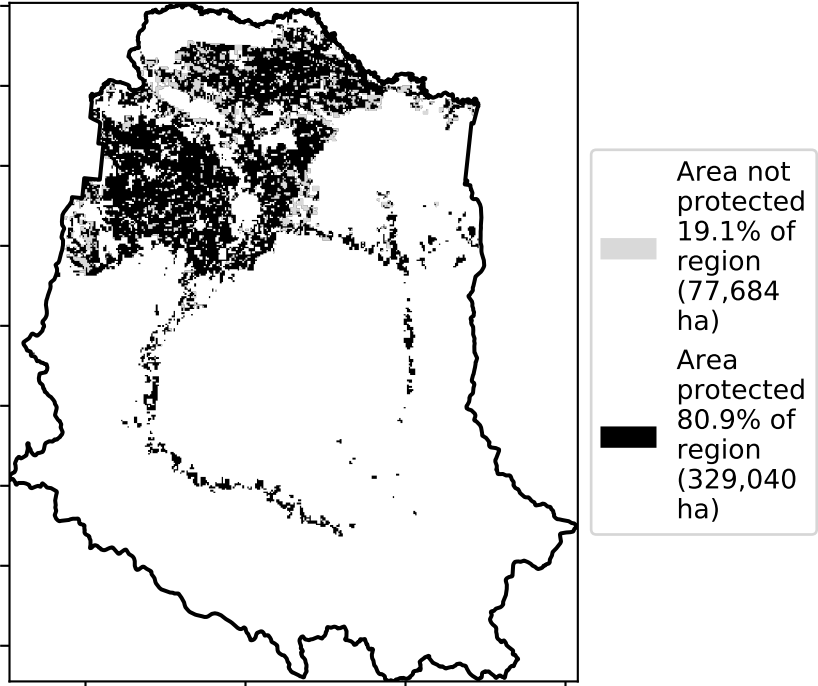 Area not
protected
19.1% of
region
(77,684
ha)
Area
protected
80.9% of
region
(329,040
ha)